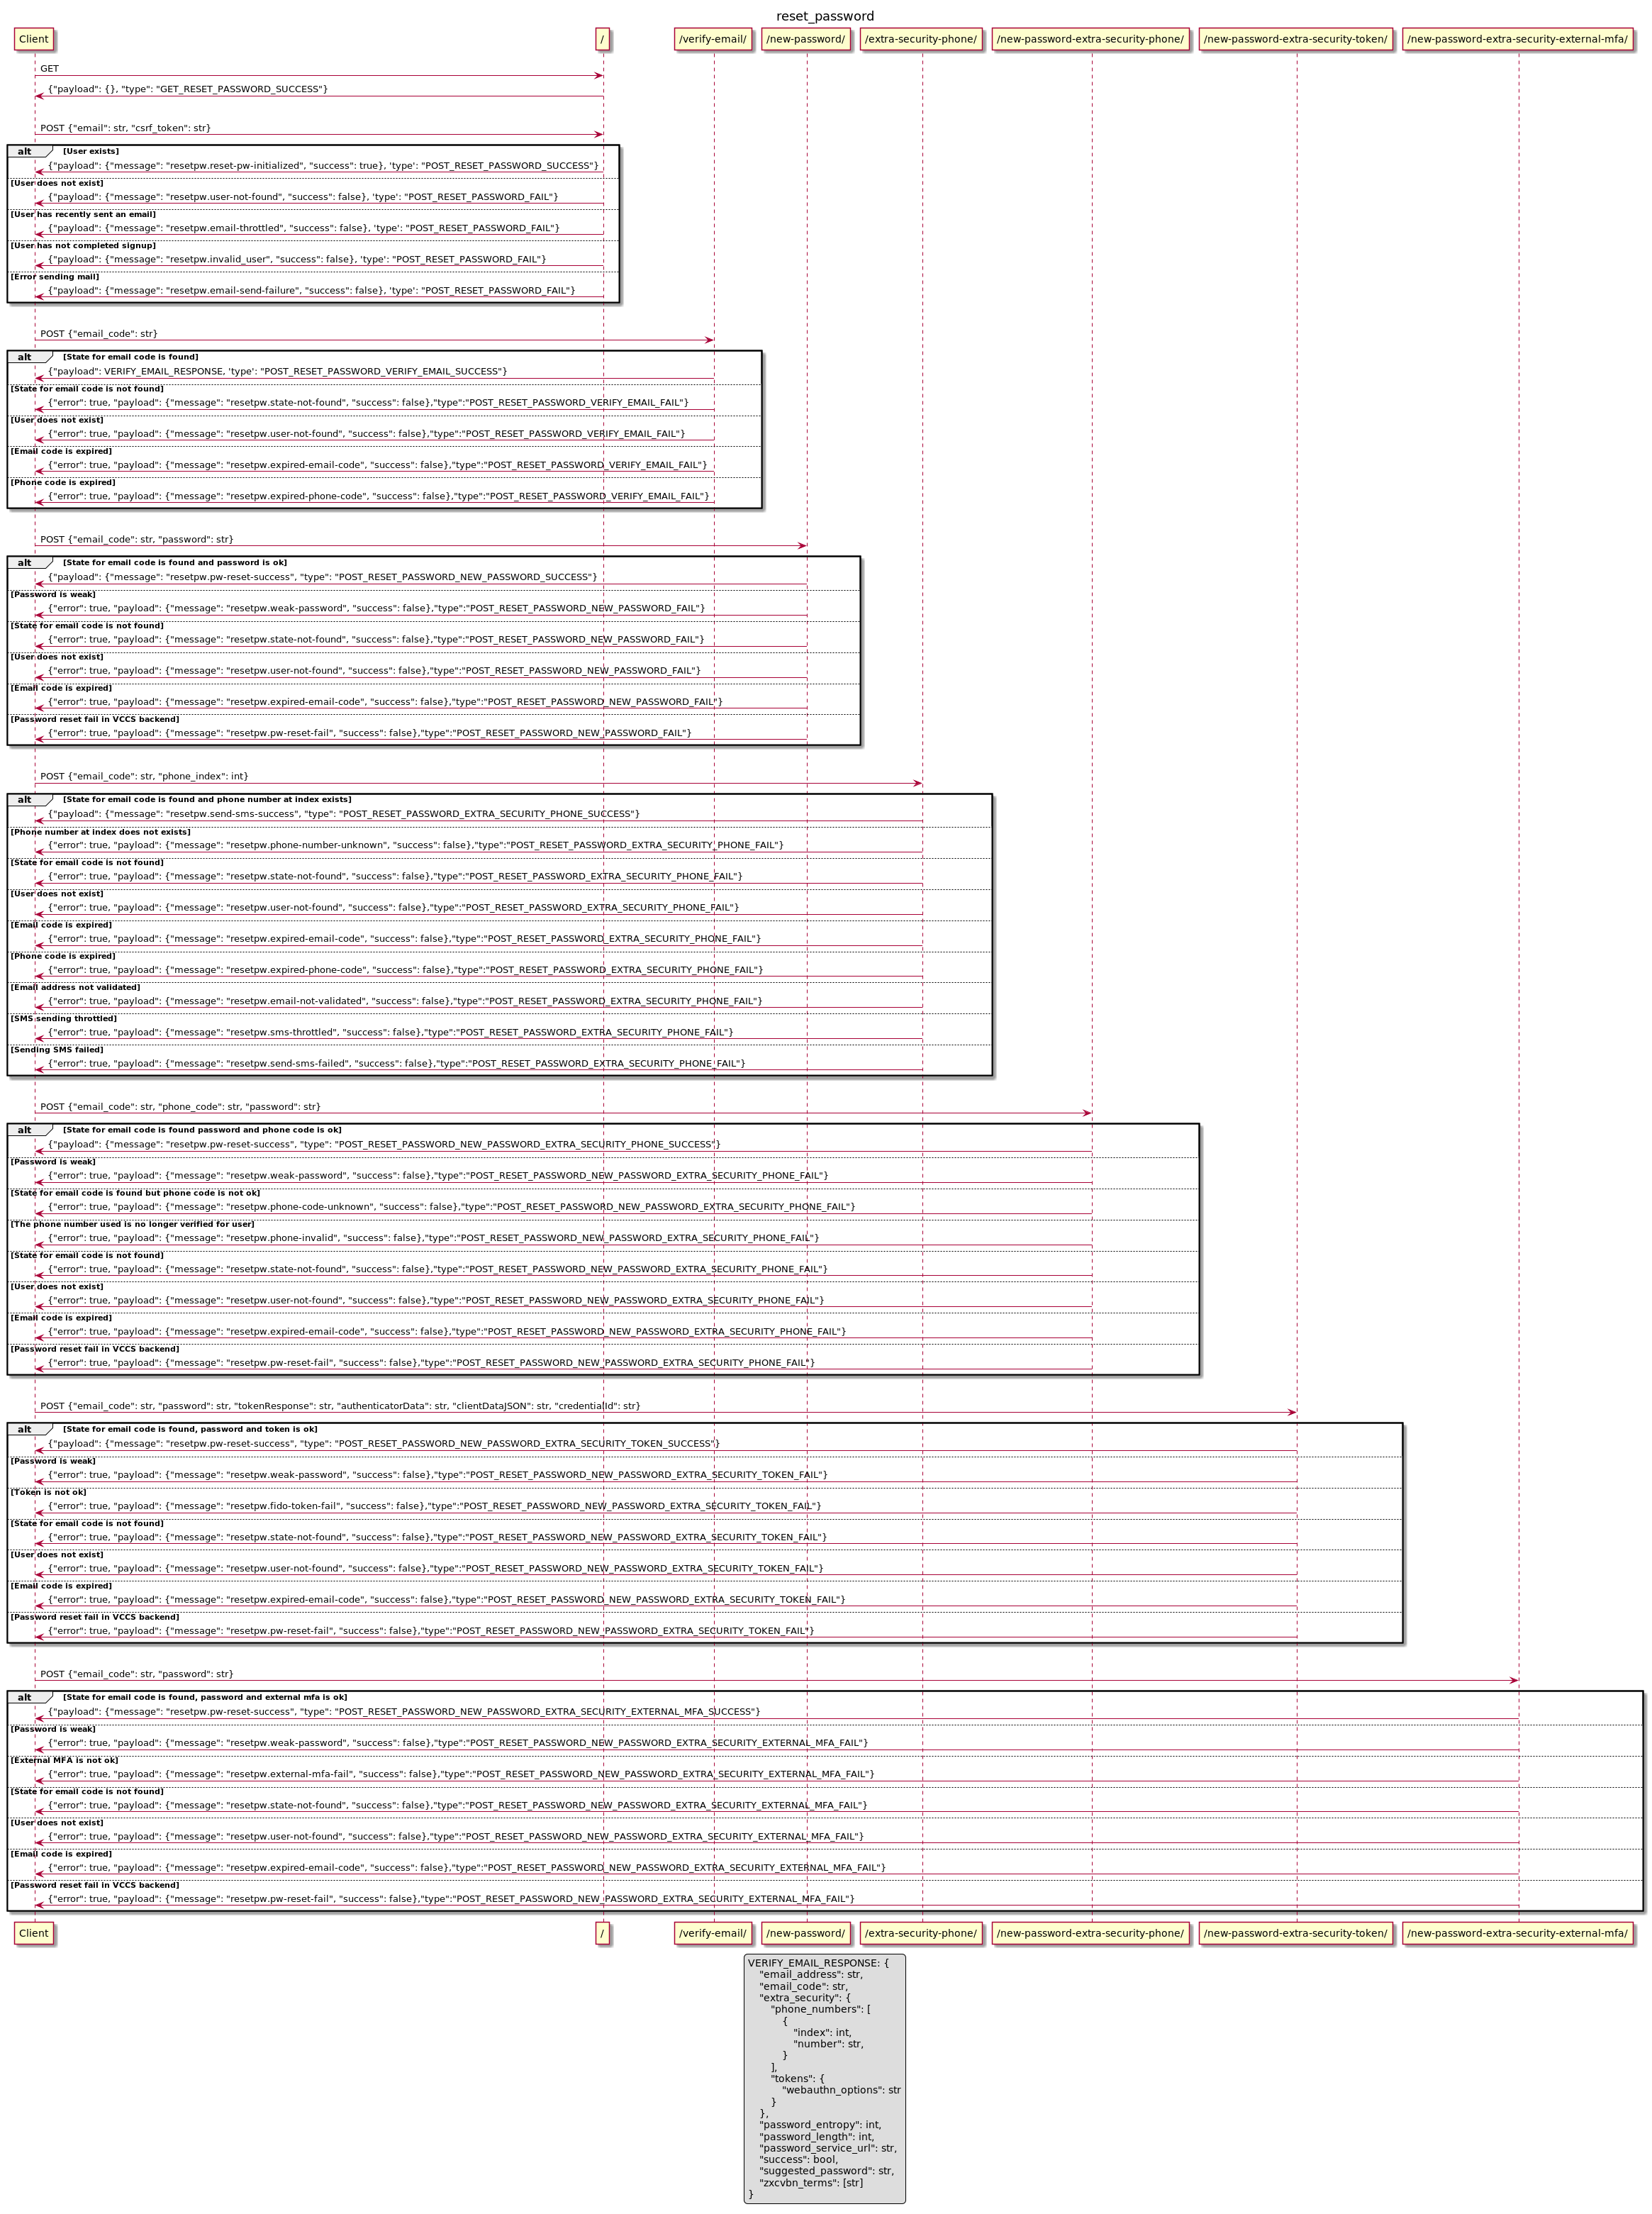 reset_password
Client / /verify-email/ /new-password/ /extra-security-phone/ /new-password-extra-security-phone/ /new-password-extra-security-token/ /new-password-extra-security-external-mfa/
GET
{"payload": {}, "type": "GET_RESET_PASSWORD_SUCCESS"}
POST {"email": str, "csrf_token": str}
alt [User exists]
{"payload": {"message": "resetpw.reset-pw-initialized", "success": true}, 'type': "POST_RESET_PASSWORD_SUCCESS"}
[User does not exist]
{"payload": {"message": "resetpw.user-not-found", "success": false}, 'type': "POST_RESET_PASSWORD_FAIL"}
[User has recently sent an email]
{"payload": {"message": "resetpw.email-throttled", "success": false}, 'type': "POST_RESET_PASSWORD_FAIL"}
[User has not completed signup]
{"payload": {"message": "resetpw.invalid_user", "success": false}, 'type': "POST_RESET_PASSWORD_FAIL"}
[Error sending mail]
{"payload": {"message": "resetpw.email-send-failure", "success": false}, 'type': "POST_RESET_PASSWORD_FAIL"}
POST {"email_code": str}
alt [State for email code is found]
{"payload": VERIFY_EMAIL_RESPONSE, 'type': "POST_RESET_PASSWORD_VERIFY_EMAIL_SUCCESS"}
[State for email code is not found]
{"error": true, "payload": {"message": "resetpw.state-not-found", "success": false},"type":"POST_RESET_PASSWORD_VERIFY_EMAIL_FAIL"}
[User does not exist]
{"error": true, "payload": {"message": "resetpw.user-not-found", "success": false},"type":"POST_RESET_PASSWORD_VERIFY_EMAIL_FAIL"}
[Email code is expired]
{"error": true, "payload": {"message": "resetpw.expired-email-code", "success": false},"type":"POST_RESET_PASSWORD_VERIFY_EMAIL_FAIL"}
[Phone code is expired]
{"error": true, "payload": {"message": "resetpw.expired-phone-code", "success": false},"type":"POST_RESET_PASSWORD_VERIFY_EMAIL_FAIL"}
POST {"email_code": str, "password": str}
alt [State for email code is found and password is ok]
{"payload": {"message": "resetpw.pw-reset-success", "type": "POST_RESET_PASSWORD_NEW_PASSWORD_SUCCESS"}
[Password is weak]
{"error": true, "payload": {"message": "resetpw.weak-password", "success": false},"type":"POST_RESET_PASSWORD_NEW_PASSWORD_FAIL"}
[State for email code is not found]
{"error": true, "payload": {"message": "resetpw.state-not-found", "success": false},"type":"POST_RESET_PASSWORD_NEW_PASSWORD_FAIL"}
[User does not exist]
{"error": true, "payload": {"message": "resetpw.user-not-found", "success": false},"type":"POST_RESET_PASSWORD_NEW_PASSWORD_FAIL"}
[Email code is expired]
{"error": true, "payload": {"message": "resetpw.expired-email-code", "success": false},"type":"POST_RESET_PASSWORD_NEW_PASSWORD_FAIL"}
[Password reset fail in VCCS backend]
{"error": true, "payload": {"message": "resetpw.pw-reset-fail", "success": false},"type":"POST_RESET_PASSWORD_NEW_PASSWORD_FAIL"}
POST {"email_code": str, "phone_index": int}
alt [State for email code is found and phone number at index exists]
{"payload": {"message": "resetpw.send-sms-success", "type": "POST_RESET_PASSWORD_EXTRA_SECURITY_PHONE_SUCCESS"}
[Phone number at index does not exists]
{"error": true, "payload": {"message": "resetpw.phone-number-unknown", "success": false},"type":"POST_RESET_PASSWORD_EXTRA_SECURITY_PHONE_FAIL"}
[State for email code is not found]
{"error": true, "payload": {"message": "resetpw.state-not-found", "success": false},"type":"POST_RESET_PASSWORD_EXTRA_SECURITY_PHONE_FAIL"}
[User does not exist]
{"error": true, "payload": {"message": "resetpw.user-not-found", "success": false},"type":"POST_RESET_PASSWORD_EXTRA_SECURITY_PHONE_FAIL"}
[Email code is expired]
{"error": true, "payload": {"message": "resetpw.expired-email-code", "success": false},"type":"POST_RESET_PASSWORD_EXTRA_SECURITY_PHONE_FAIL"}
[Phone code is expired]
{"error": true, "payload": {"message": "resetpw.expired-phone-code", "success": false},"type":"POST_RESET_PASSWORD_EXTRA_SECURITY_PHONE_FAIL"}
[Email address not validated]
{"error": true, "payload": {"message": "resetpw.email-not-validated", "success": false},"type":"POST_RESET_PASSWORD_EXTRA_SECURITY_PHONE_FAIL"}
[SMS sending throttled]
{"error": true, "payload": {"message": "resetpw.sms-throttled", "success": false},"type":"POST_RESET_PASSWORD_EXTRA_SECURITY_PHONE_FAIL"}
[Sending SMS failed]
{"error": true, "payload": {"message": "resetpw.send-sms-failed", "success": false},"type":"POST_RESET_PASSWORD_EXTRA_SECURITY_PHONE_FAIL"}
POST {"email_code": str, "phone_code": str, "password": str}
alt [State for email code is found password and phone code is ok]
{"payload": {"message": "resetpw.pw-reset-success", "type": "POST_RESET_PASSWORD_NEW_PASSWORD_EXTRA_SECURITY_PHONE_SUCCESS"}
[Password is weak]
{"error": true, "payload": {"message": "resetpw.weak-password", "success": false},"type":"POST_RESET_PASSWORD_NEW_PASSWORD_EXTRA_SECURITY_PHONE_FAIL"}
[State for email code is found but phone code is not ok]
{"error": true, "payload": {"message": "resetpw.phone-code-unknown", "success": false},"type":"POST_RESET_PASSWORD_NEW_PASSWORD_EXTRA_SECURITY_PHONE_FAIL"}
[The phone number used is no longer verified for user]
{"error": true, "payload": {"message": "resetpw.phone-invalid", "success": false},"type":"POST_RESET_PASSWORD_NEW_PASSWORD_EXTRA_SECURITY_PHONE_FAIL"}
[State for email code is not found]
{"error": true, "payload": {"message": "resetpw.state-not-found", "success": false},"type":"POST_RESET_PASSWORD_NEW_PASSWORD_EXTRA_SECURITY_PHONE_FAIL"}
[User does not exist]
{"error": true, "payload": {"message": "resetpw.user-not-found", "success": false},"type":"POST_RESET_PASSWORD_NEW_PASSWORD_EXTRA_SECURITY_PHONE_FAIL"}
[Email code is expired]
{"error": true, "payload": {"message": "resetpw.expired-email-code", "success": false},"type":"POST_RESET_PASSWORD_NEW_PASSWORD_EXTRA_SECURITY_PHONE_FAIL"}
[Password reset fail in VCCS backend]
{"error": true, "payload": {"message": "resetpw.pw-reset-fail", "success": false},"type":"POST_RESET_PASSWORD_NEW_PASSWORD_EXTRA_SECURITY_PHONE_FAIL"}
POST {"email_code": str, "password": str, "tokenResponse": str, "authenticatorData": str, "clientDataJSON": str, "credentialId": str}
alt [State for email code is found, password and token is ok]
{"payload": {"message": "resetpw.pw-reset-success", "type": "POST_RESET_PASSWORD_NEW_PASSWORD_EXTRA_SECURITY_TOKEN_SUCCESS"}
[Password is weak]
{"error": true, "payload": {"message": "resetpw.weak-password", "success": false},"type":"POST_RESET_PASSWORD_NEW_PASSWORD_EXTRA_SECURITY_TOKEN_FAIL"}
[Token is not ok]
{"error": true, "payload": {"message": "resetpw.fido-token-fail", "success": false},"type":"POST_RESET_PASSWORD_NEW_PASSWORD_EXTRA_SECURITY_TOKEN_FAIL"}
[State for email code is not found]
{"error": true, "payload": {"message": "resetpw.state-not-found", "success": false},"type":"POST_RESET_PASSWORD_NEW_PASSWORD_EXTRA_SECURITY_TOKEN_FAIL"}
[User does not exist]
{"error": true, "payload": {"message": "resetpw.user-not-found", "success": false},"type":"POST_RESET_PASSWORD_NEW_PASSWORD_EXTRA_SECURITY_TOKEN_FAIL"}
[Email code is expired]
{"error": true, "payload": {"message": "resetpw.expired-email-code", "success": false},"type":"POST_RESET_PASSWORD_NEW_PASSWORD_EXTRA_SECURITY_TOKEN_FAIL"}
[Password reset fail in VCCS backend]
{"error": true, "payload": {"message": "resetpw.pw-reset-fail", "success": false},"type":"POST_RESET_PASSWORD_NEW_PASSWORD_EXTRA_SECURITY_TOKEN_FAIL"}
POST {"email_code": str, "password": str}
alt [State for email code is found, password and external mfa is ok]
{"payload": {"message": "resetpw.pw-reset-success", "type": "POST_RESET_PASSWORD_NEW_PASSWORD_EXTRA_SECURITY_EXTERNAL_MFA_SUCCESS"}
[Password is weak]
{"error": true, "payload": {"message": "resetpw.weak-password", "success": false},"type":"POST_RESET_PASSWORD_NEW_PASSWORD_EXTRA_SECURITY_EXTERNAL_MFA_FAIL"}
[External MFA is not ok]
{"error": true, "payload": {"message": "resetpw.external-mfa-fail", "success": false},"type":"POST_RESET_PASSWORD_NEW_PASSWORD_EXTRA_SECURITY_EXTERNAL_MFA_FAIL"}
[State for email code is not found]
{"error": true, "payload": {"message": "resetpw.state-not-found", "success": false},"type":"POST_RESET_PASSWORD_NEW_PASSWORD_EXTRA_SECURITY_EXTERNAL_MFA_FAIL"}
[User does not exist]
{"error": true, "payload": {"message": "resetpw.user-not-found", "success": false},"type":"POST_RESET_PASSWORD_NEW_PASSWORD_EXTRA_SECURITY_EXTERNAL_MFA_FAIL"}
[Email code is expired]
{"error": true, "payload": {"message": "resetpw.expired-email-code", "success": false},"type":"POST_RESET_PASSWORD_NEW_PASSWORD_EXTRA_SECURITY_EXTERNAL_MFA_FAIL"}
[Password reset fail in VCCS backend]
{"error": true, "payload": {"message": "resetpw.pw-reset-fail", "success": false},"type":"POST_RESET_PASSWORD_NEW_PASSWORD_EXTRA_SECURITY_EXTERNAL_MFA_FAIL"}
Client / /verify-email/ /new-password/ /extra-security-phone/ /new-password-extra-security-phone/ /new-password-extra-security-token/ /new-password-extra-security-external-mfa/
VERIFY_EMAIL_RESPONSE: {
"email_address": str,
"email_code": str,
"extra_security": {
"phone_numbers": [
{
"index": int,
"number": str,
}
],
"tokens": {
"webauthn_options": str
}
},
"password_entropy": int,
"password_length": int,
"password_service_url": str,
"success": bool,
"suggested_password": str,
"zxcvbn_terms": [str]
}